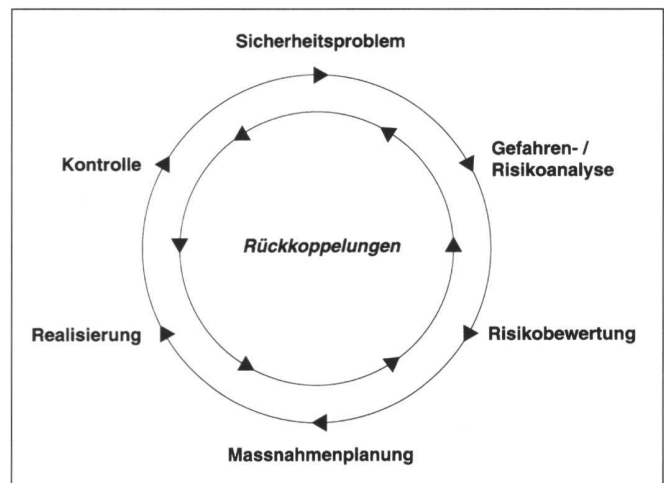 Sicherheitsproblem
Gefahren- /
Risikoanalyse
Kontrolle
Rückkoppelungen
Realisierung
Risikobewertung
Massnahmenplanung